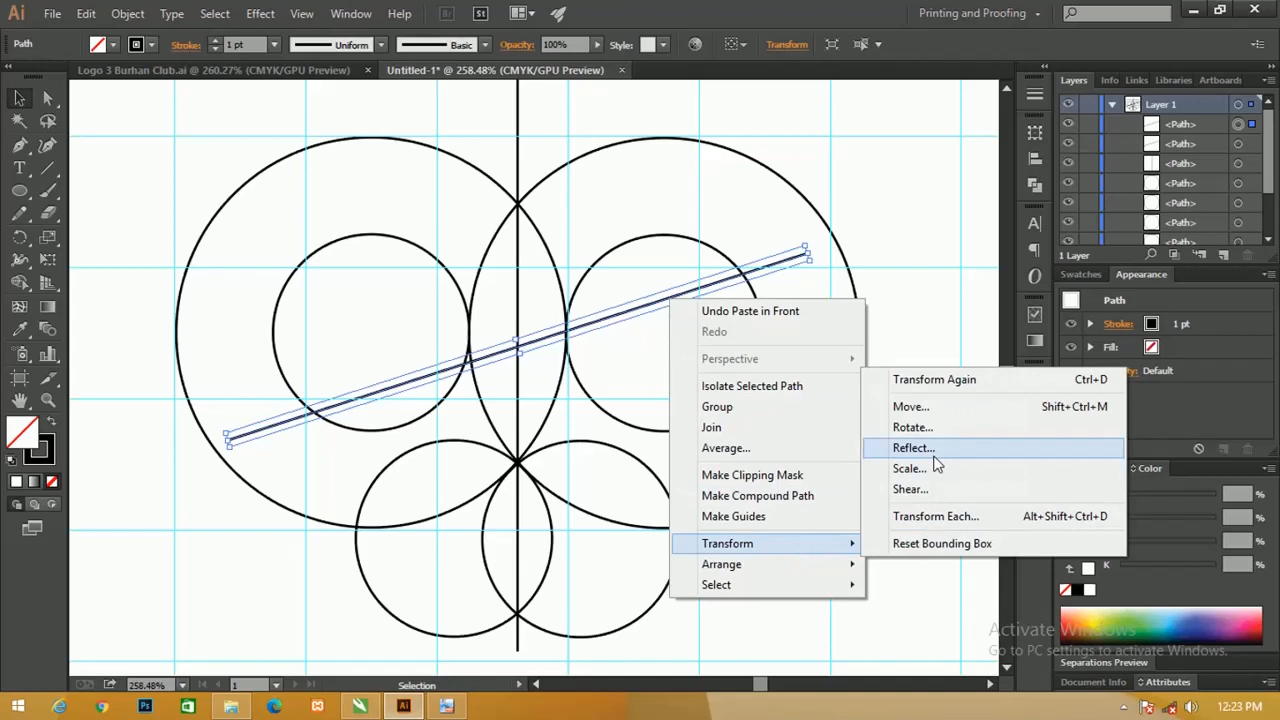 Ai File Edit Object Type Select Effect View Window Help Br St Printing and Proofing
Path Stroke: 1 pt Uniform Basic Opacity: 100% Style: Transform
Logo 3 Burhan Club.ai @ 260.27% (CMYK/GPU Preview) × Untitled-1* @ 258.48% (CMYK/GPU Preview) ×
Layers Info Links Libraries Artboards
Layer 1
<Path>
<Path>
<Path>
<Path>
<Path>
<Path>
<Path>
1 Layer
Swatches Appearance
Path
Stroke: 1 pt
Fill:
Opacity: Default
Undo Paste in Front
Redo
Perspective
Isolate Selected Path
Group
Join
Average...
Make Clipping Mask
Make Compound Path
Make Guides
Transform
Arrange
Select
Transform Again Ctrl+D
Move... Shift+Ctrl+M
Rotate...
Reflect...
Scale...
Shear...
Transform Each... Alt+Shift+Ctrl+D
Reset Bounding Box
Color
%
%
%
K %
Activate Windows
Go to PC settings to activate Windows.
Separations Preview
Document Info Attributes
258.48% 1 Selection
Ps Ai 12:23 PM